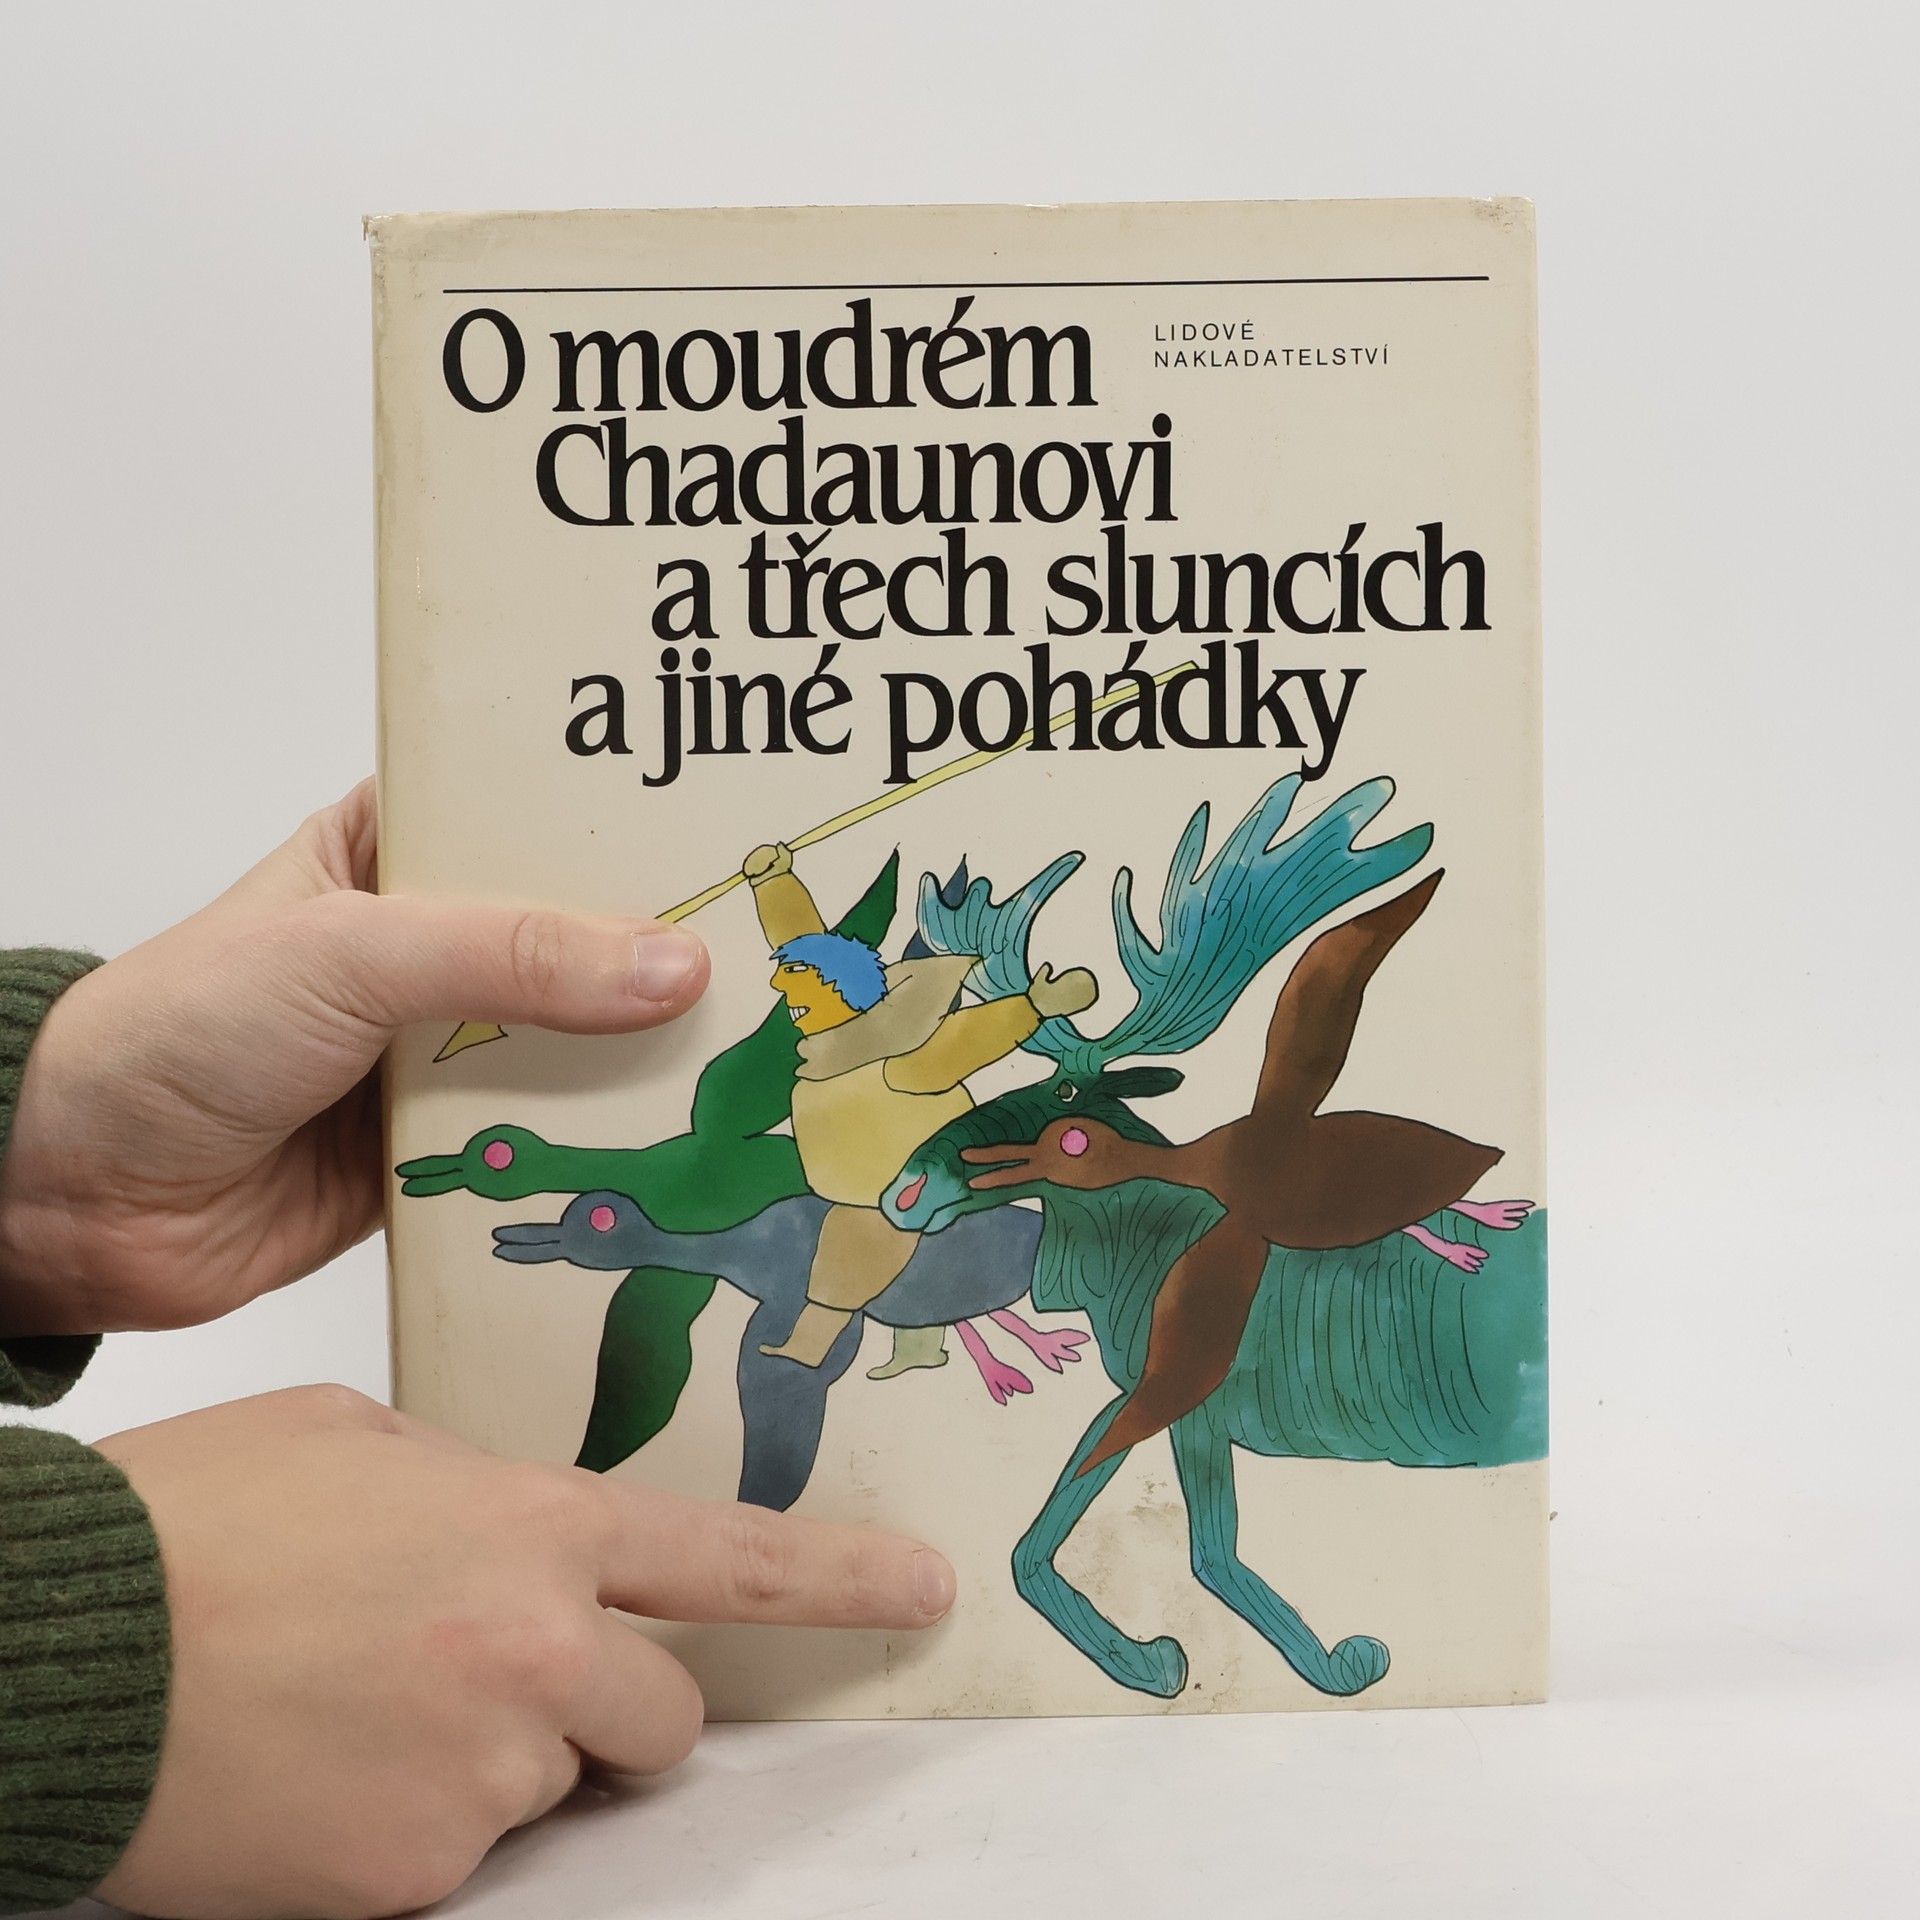 O moudrém
LIDOVÉ
NAKLADATELSTVÍ
Chadaunovi
a třech sluncích
a jiné pohádky